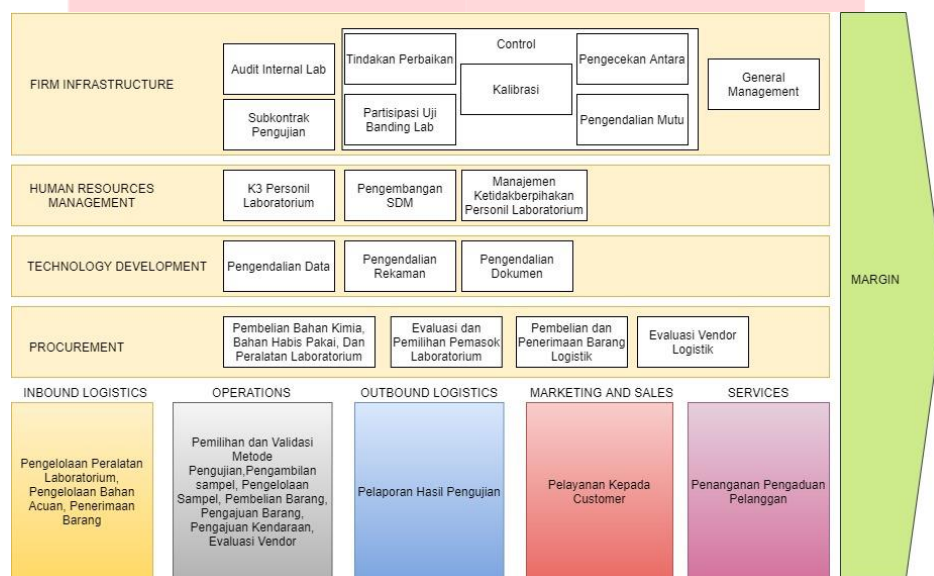 FIRM INFRASTRUCTURE
Audit Internal Lab
Subkontrak
Pengujian
Control
Tindakan Perbaikan
Partisipasi Uji
Banding Lab
Kalibrasi
Pengecekan Antara
Pengendalian Mutu
General
Management
HUMAN RESOURCES
MANAGEMENT
K3 Personil
Laboratorium
Pengembangan
SDM
Manajemen
Ketidakberpihakan
Personil Laboratorium
TECHNOLOGY DEVELOPMENT
Pengendalian Data
Pengendalian
Rekaman
Pengendalian
Dokumen
PROCUREMENT
Pembelian Bahan Kimia,
Bahan Habis Pakai, Dan
Peralatan Laboratorium
Evaluasi dan
Pemilihan Pemasok
Laboratorium
Pembelian dan
Penerimaan Barang
Logistik
Evaluasi Vendor
Logistik
INBOUND LOGISTICS
Pengelolaan Peralatan
Laboratorium,
Pengelolaan Bahan
Acuan, Penerimaan
Barang
OPERATIONS
Pemilihan dan Validasi
Metode
Pengujian,Pengambilan
sampel, Pengelolaan
Sampel, Pembelian Barang,
Pengajuan Barang,
Pengajuan Kendaraan,
Evaluasi Vendor
OUTBOUND LOGISTICS
Pelaporan Hasil Pengujian
MARKETING AND SALES
Pelayanan Kepada
Customer
SERVICES
Penanganan Pengaduan
Pelanggan
MARGIN